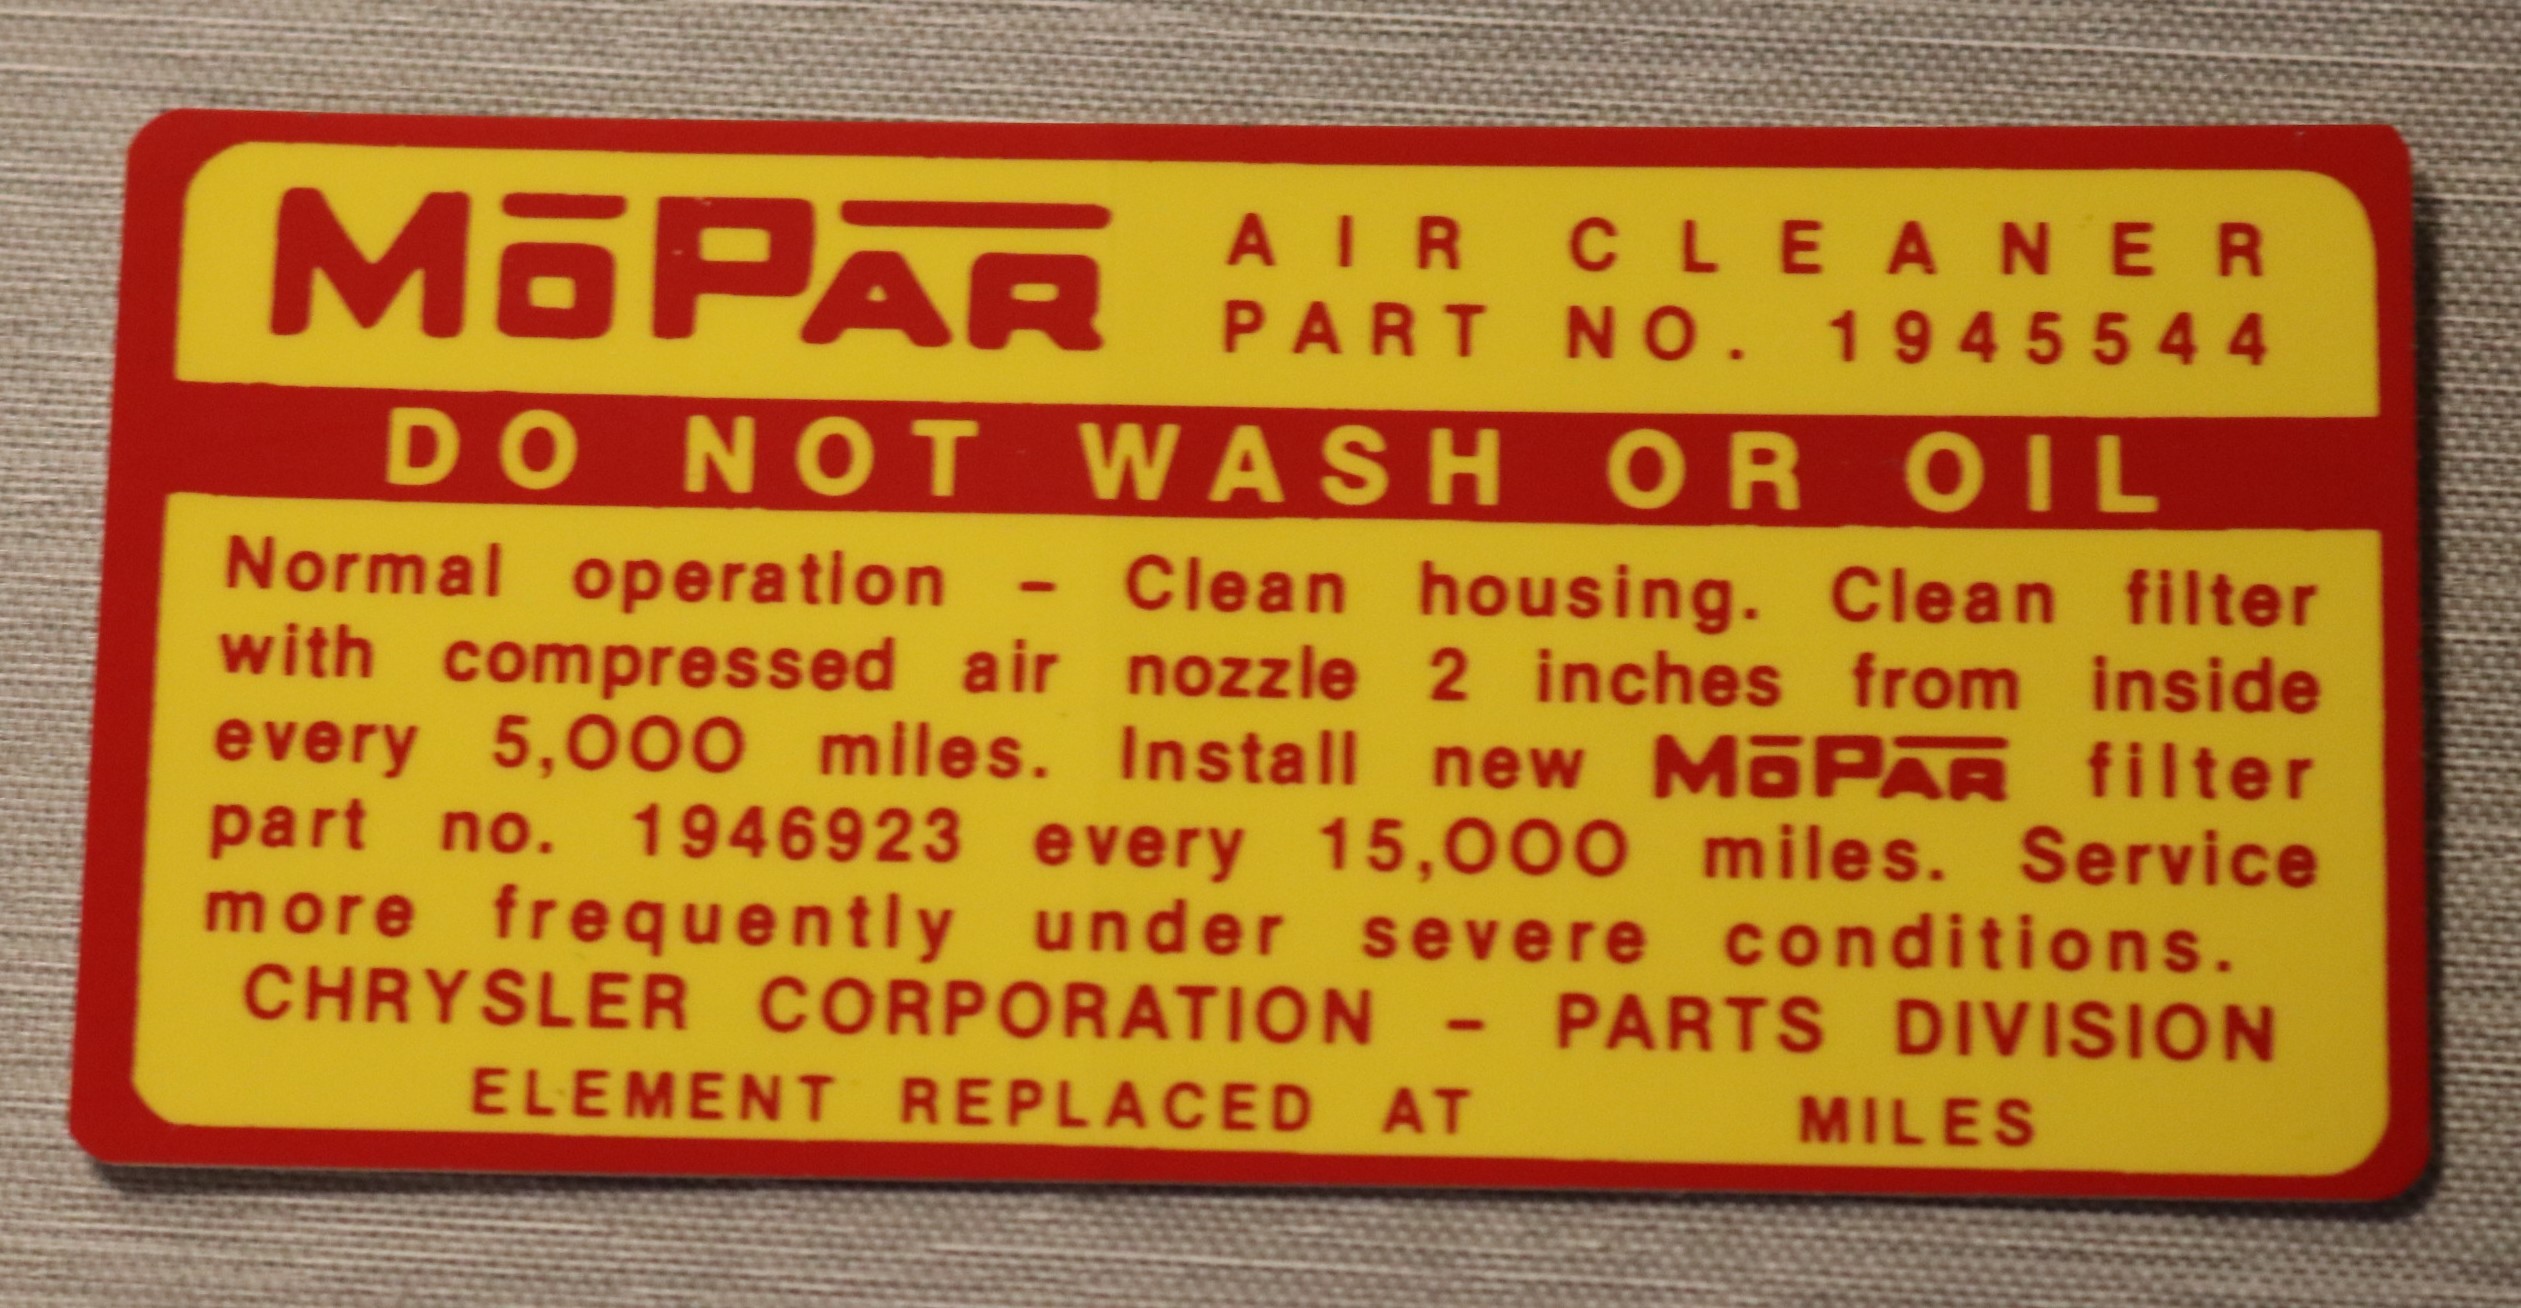 MOPAR AIR CLEANER
PART NO. 1945544
DO NOT WASH OR OIL
Normal operation - Clean housing. Clean filter
with compressed air nozzle 2 inches from inside
every 5,000 miles. Install new MOPAR filter
part no. 1946923 every 15,000 miles. Service
more frequently under severe conditions.
CHRYSLER CORPORATION - PARTS DIVISION
ELEMENT REPLACED AT MILES